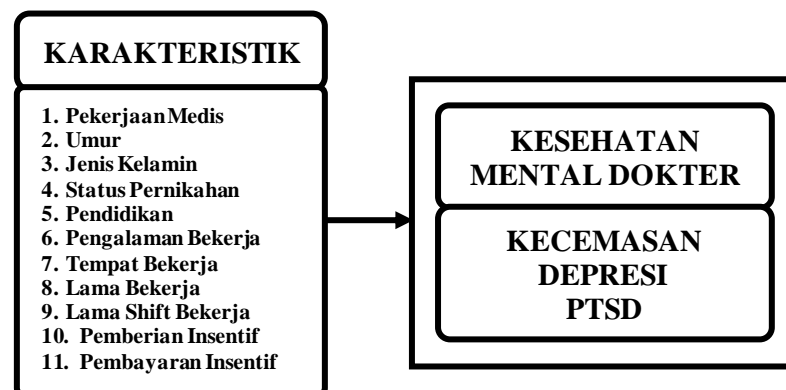 KARAKTERISTIK
1. Pekerjaan Medis
2. Umur
3. Jenis Kelamin
4. Status Pernikahan
5. Pendidikan
6. Pengalaman Bekerja
7. Tempat Bekerja
8. Lama Bekerja
9. Lama Shift Bekerja
10. Pemberian Insentif
11. Pembayaran Insentif
KESEHATAN
MENTAL DOKTER
KECEMASAN
DEPRESI
PTSD